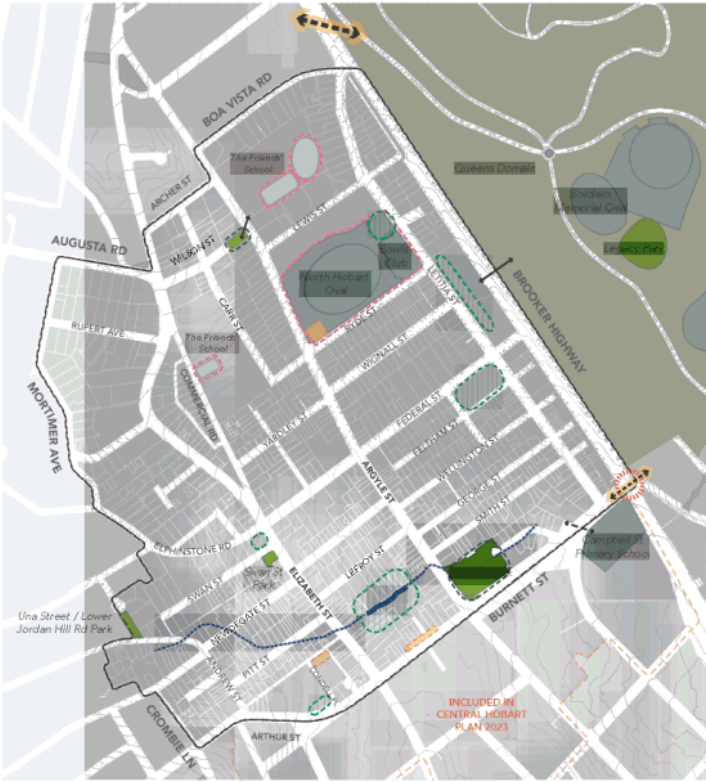 BOA VISTA RD
The Friends'
School
Queens Domain
ARCHER ST
Soldiers
Memorial Oval
LEWIS ST
AUGUSTA RD
WILSON ST
Legacy Park
Bowls
Club
North Hobart
Oval
LETITIA ST
BROOKER HIGHWAY
CARR ST
RUPERT AVE
RYDE ST
The Friends'
School
WIGNALL ST
COMMERCIAL RD
MORTIMER AVE
FEDERAL ST
YARDLEY ST
FELTHAM ST
WELLINGTON ST
ARGYLE ST
GEORGE ST
SMITH ST
ELPHINSTONE RD
Campbell St
Primary School
LEFROY ST
Swan St
Park
SWAN ST
ELIZABETH ST
BURNETT ST
Una Street / Lower
Jordan Hill Rd Park
NEWDEGATE ST
PITT ST
ANDREW ST
INCLUDED IN
CENTRAL HOBART
PLAN 2023
CROMBIE LN
ARTHUR ST